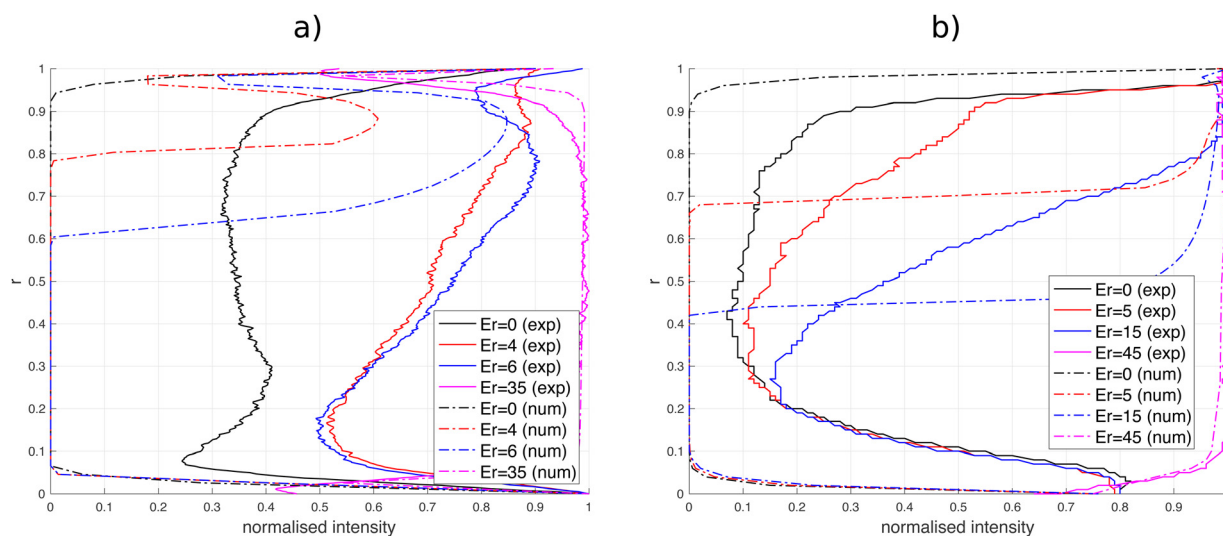 a)
1
0.9
0.8
0.7
0.6
r
0.5
0.4
0.3
0.2
0.1
0
0 0.1 0.2 0.3 0.4 0.5 0.6 0.7 0.8 0.9 1
normalised intensity
Er=0 (exp)
Er=4 (exp)
Er=6 (exp)
Er=35 (exp)
Er=0 (num)
Er=4 (num)
Er=6 (num)
Er=35 (num)
b)
1
0.9
0.8
0.7
0.6
r
0.5
0.4
0.3
0.2
0.1
0
0 0.1 0.2 0.3 0.4 0.5 0.6 0.7 0.8 0.9
normalised intensity
Er=0 (exp)
Er=5 (exp)
Er=15 (exp)
Er=45 (exp)
Er=0 (num)
Er=5 (num)
Er=15 (num)
Er=45 (num)